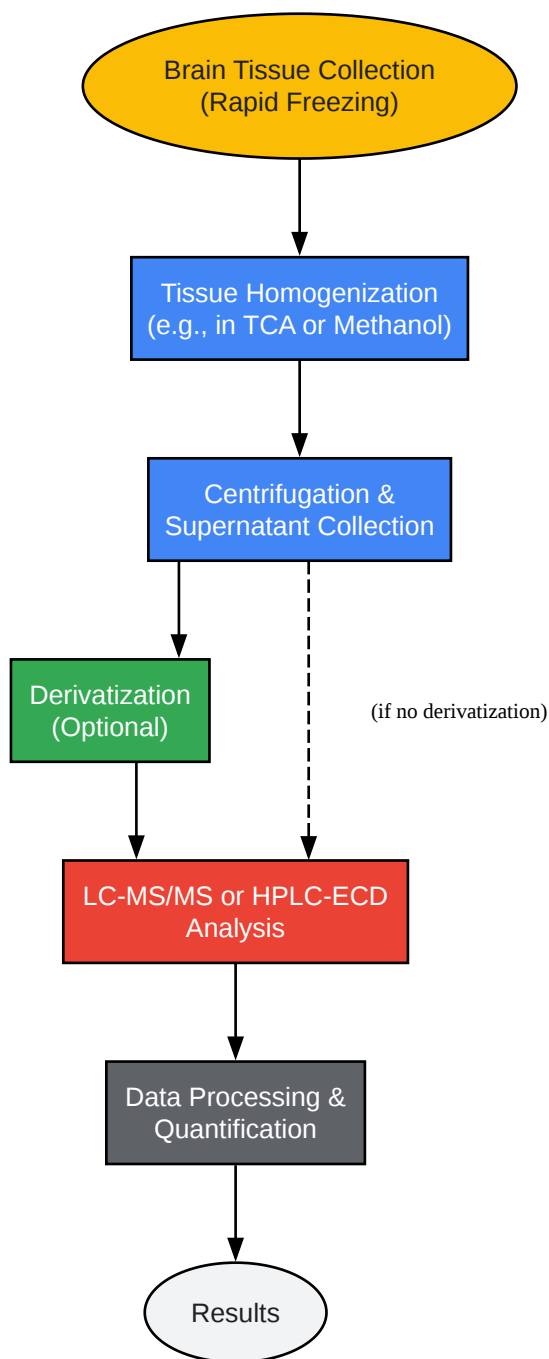 Brain Tissue Collection
(Rapid Freezing)
Tissue Homogenization
(e.g., in TCA or Methanol)
Centrifugation &
Supernatant Collection
Derivatization
(Optional)
(if no derivatization)
LC-MS/MS or HPLC-ECD
Analysis
Data Processing &
Quantification
Results